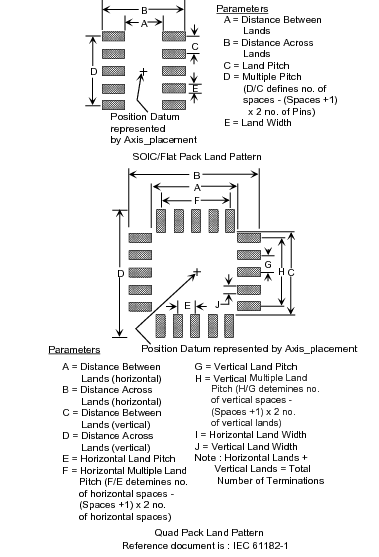 B
A
C
D
E
Position Datum
represented
by Axis_placement
Parameters
A = Distance Between
Lands
B = Distance Across
Lands
C = Land Pitch
D = Multiple Pitch
(D/C defines no. of
spaces - (Spaces +1)
x 2 no. of Pins)
E = Land Width
SOIC/Flat Pack Land Pattern
B
A
F
D
G
H
C
E
J
Position Datum represented by Axis_placement
Parameters
A = Distance Between
Lands (horizontal)
B = Distance Across
Lands (horizontal)
C = Distance Between
Lands (vertical)
D = Distance Across
Lands (vertical)
E = Horizontal Land Pitch
F = Horizontal Multiple Land
Pitch (F/E detemines no.
of horizontal spaces -
(Spaces +1) x 2 no.
of horizontal spaces)
G = Vertical Land Pitch
H = Vertical Multiple Land
Pitch (H/G detemines no.
of vertical spaces -
(Spaces +1) x 2 no.
of vertical lands)
I = Horizontal Land Width
J = Vertical Land Width
Note : Horizontal Lands +
Vertical Lands = Total
Number of Terminations
Quad Pack Land Pattern
Reference document is : IEC 61182-1